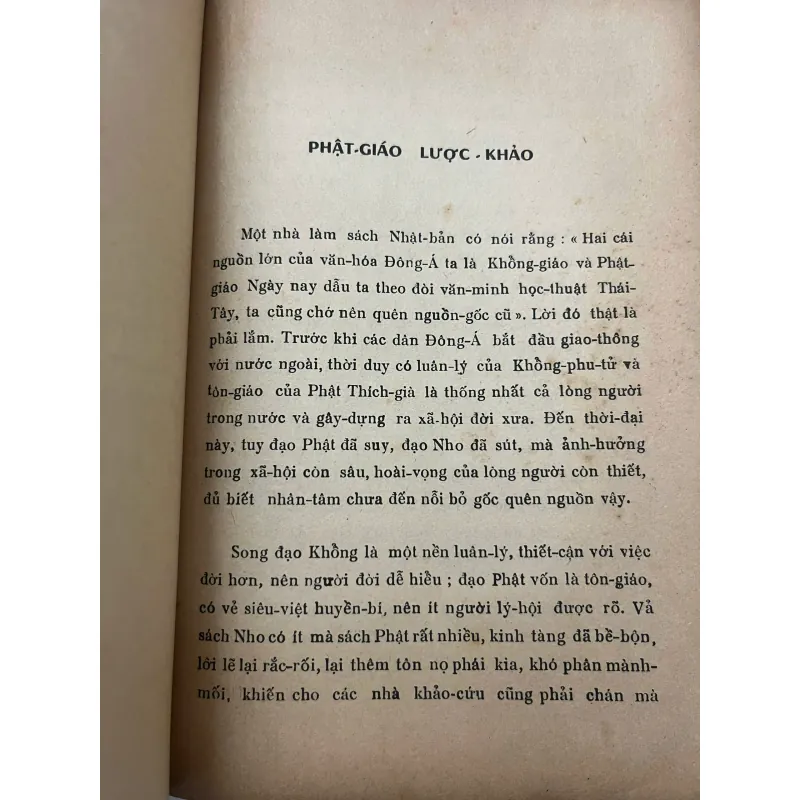 PHẬT-GIÁO LƯỢC-KHẢO
Một nhà làm sách Nhật-bản có nói rằng : « Hai cái
nguồn lớn của văn-hóa Đông-Á ta là Khổng-giáo và Phật-
giáo Ngày nay dẫu ta theo đòi văn-minh học-thuật Thái-
Tây, ta cũng chớ nên quên nguồn-gốc cũ ». Lời đó thật là
phải lắm. Trước khi các dân Đông-Á bắt đầu giao-thông
với nước ngoài, thời duy có luân-lý của Khổng-phu-tử và
tôn-giáo của Phật Thích-già là thống nhất cả lòng người
trong nước và gây-dựng ra xã-hội đời xưa. Đến thời-đại
này, tuy đạo Phật đã suy, đạo Nho đã sút, mà ảnh-hưởng
trong xã-hội còn sâu, hoài-vọng của lòng người còn thiết,
đủ biết nhân-tâm chưa đến nỗi bỏ gốc quên nguồn vậy.
Song đạo Khổng là một nền luân-lý, thiết-cận với việc
đời hơn, nên người đời dễ hiểu ; đạo Phật vốn là tôn-giáo,
có vẻ siêu-việt huyền-bí, nên ít người lý-hội được rõ. Vả
sách Nho có ít mà sách Phật rất nhiều, kinh tàng đã bề-bộn,
lời lẽ lại rắc-rối, lại thêm tôn nọ phái kia, khó phân mành-
mối, khiến cho các nhà khảo-cứu cũng phải chán mà